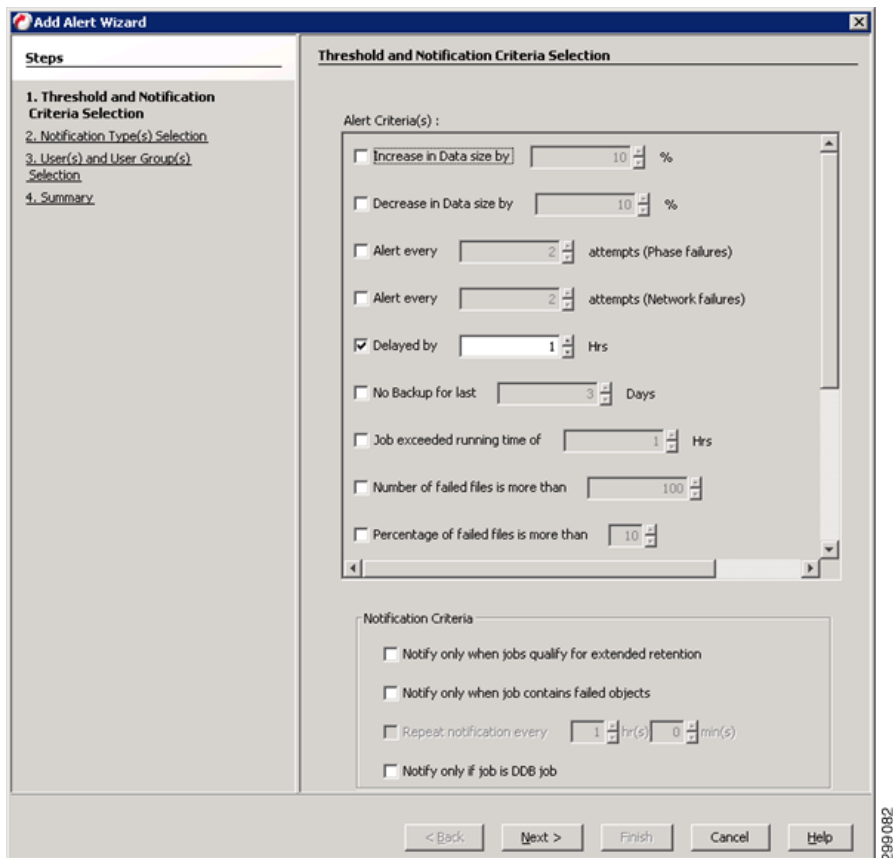 Add Alert Wizard
Steps
1. Threshold and Notification
Criteria Selection
2. Notification Type(s) Selection
3. User(s) and User Group(s)
Selection
4. Summary
Threshold and Notification Criteria Selection
Alert Criteria(s) :
Increase in Data size by 10 %
Decrease in Data size by 10 %
Alert every 2 attempts (Phase failures)
Alert every 2 attempts (Network failures)
Delayed by 1 Hrs
No Backup for last 3 Days
Job exceeded running time of 1 Hrs
Number of failed files is more than 100
Percentage of failed files is more than 10
Notification Criteria
Notify only when jobs qualify for extended retention
Notify only when job contains failed objects
Repeat notification every 1 hr(s) 0 min(s)
Notify only if job is DDB job
< Back Next > Finish Cancel Help
299082